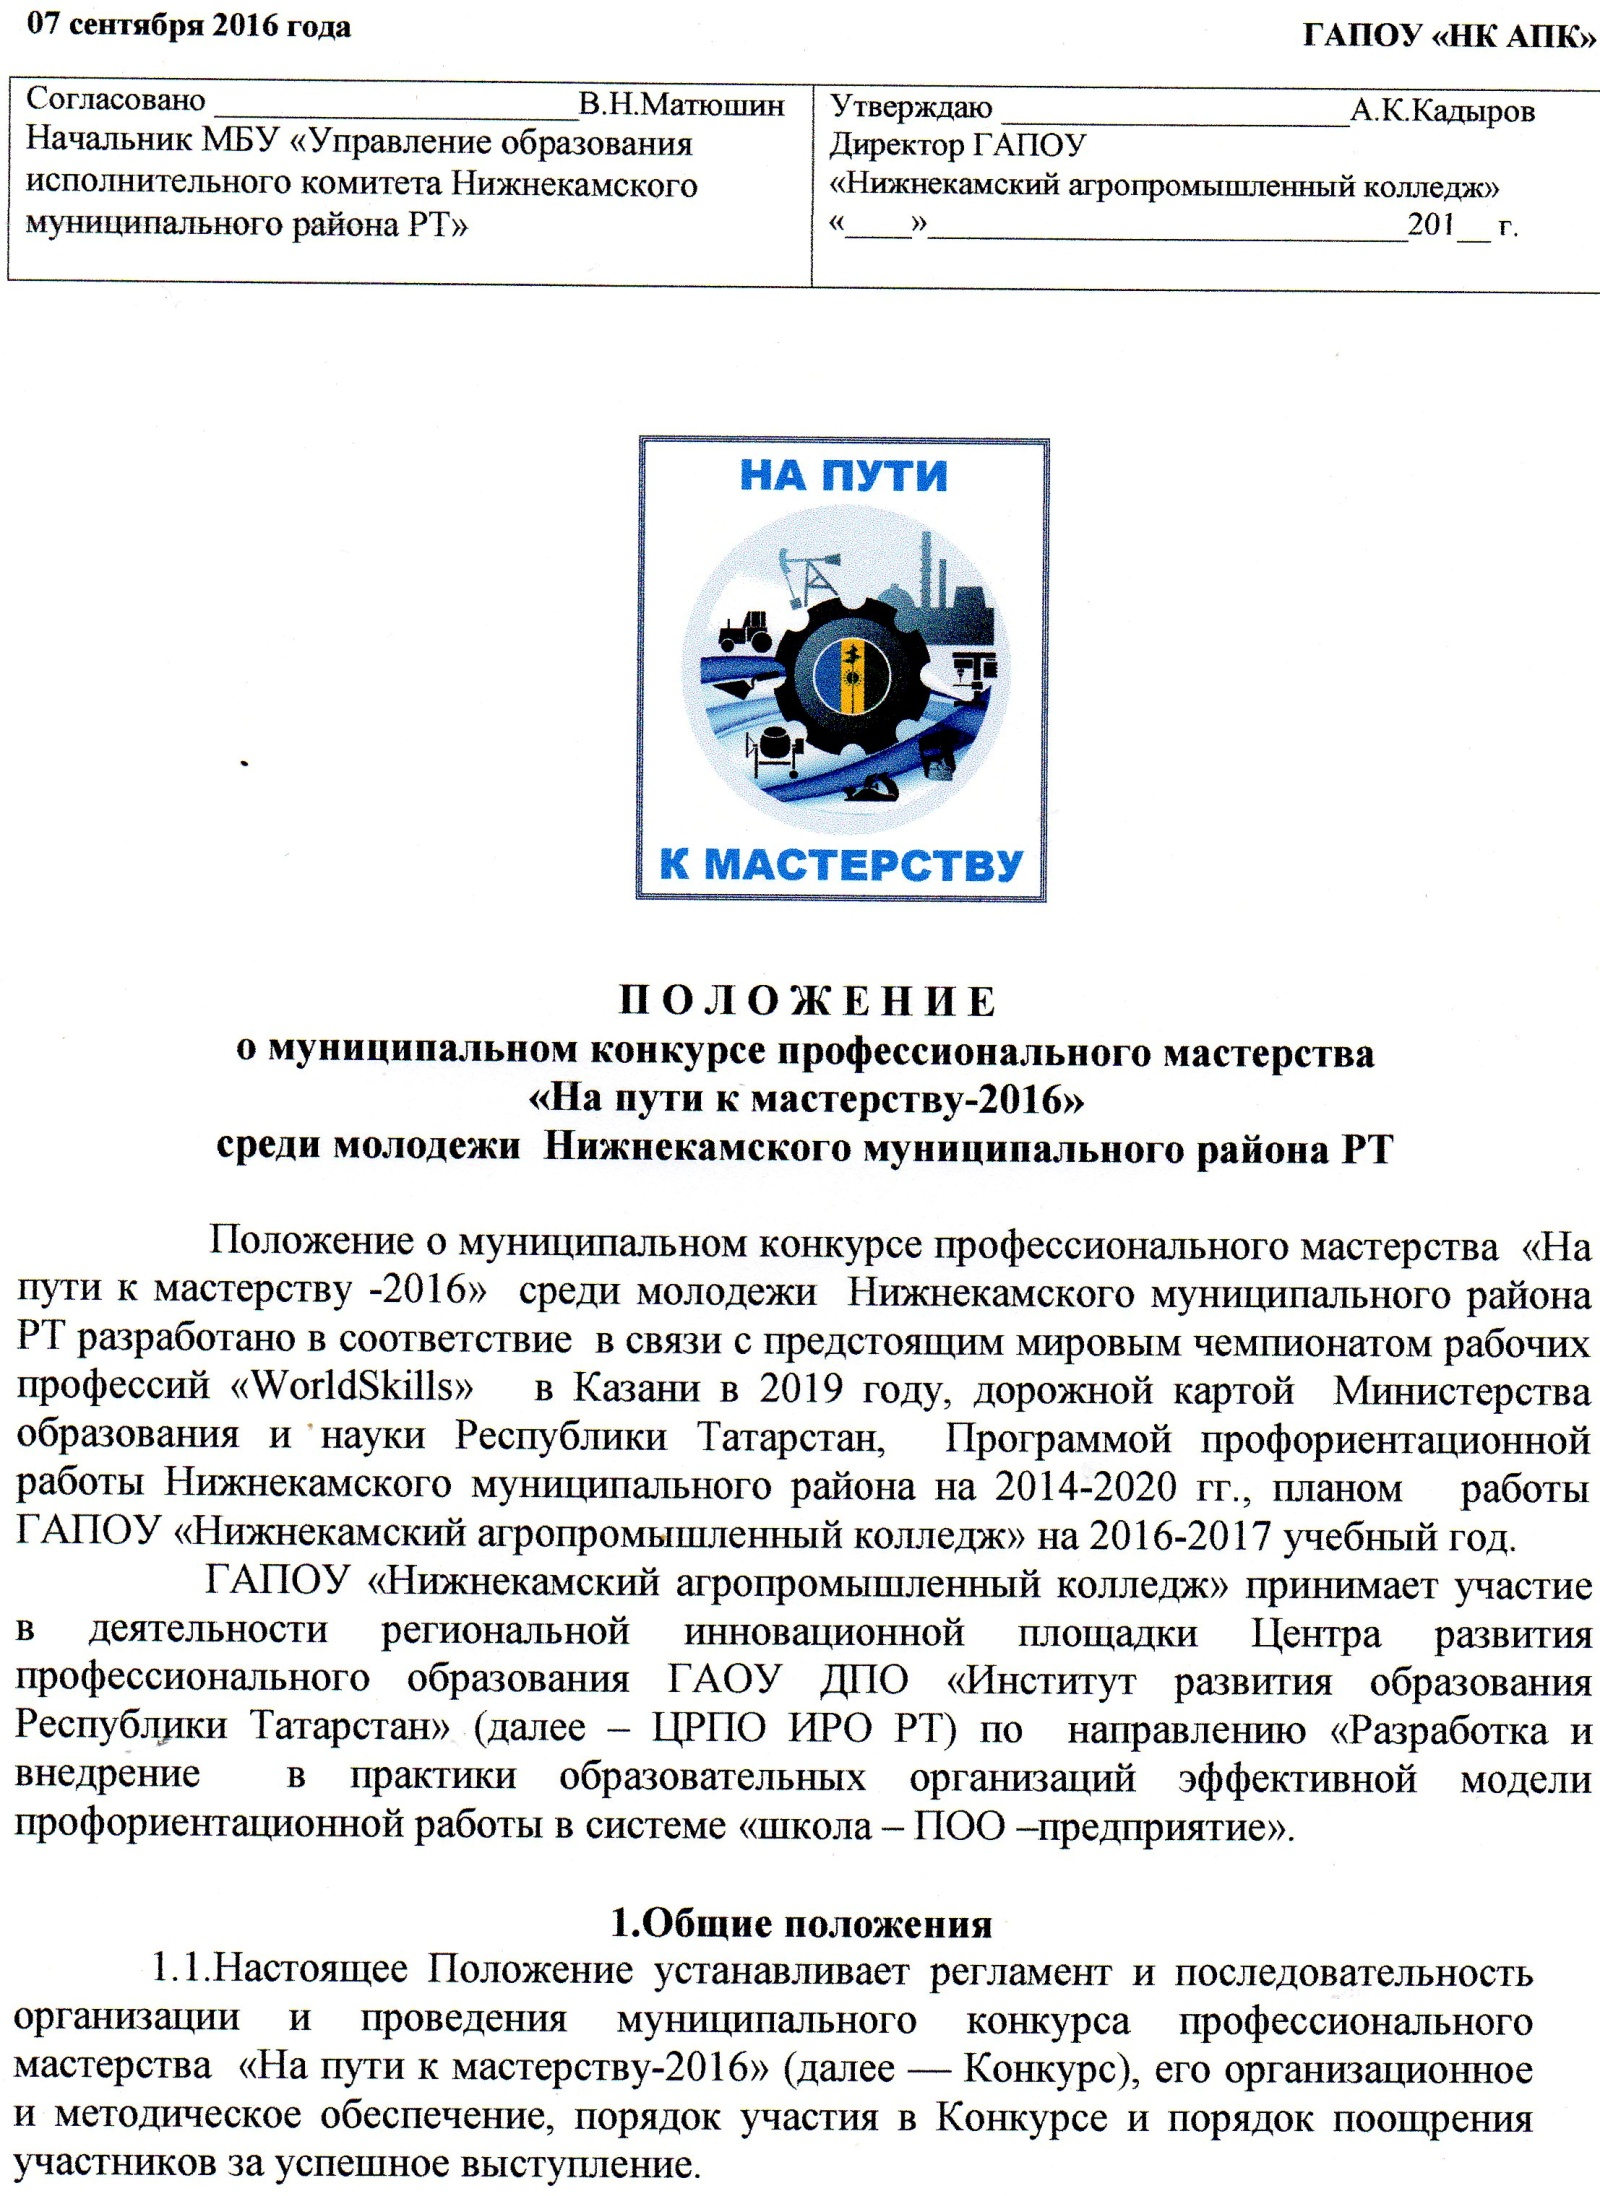 07 сентября 2016 года
ГАПОУ «НК АПК»
Согласовано ______________________В.Н.Матюшин
Начальник МБУ «Управление образования
исполнительного комитета Нижнекамского
муниципального района РТ»
Утверждаю _____________________А.К.Кадыров
Директор ГАПОУ
«Нижнекамский агропромышленный колледж»
«____»_____________________________201__ г.
НА ПУТИ
К МАСТЕРСТВУ
П О Л О Ж Е Н И Е
о муниципальном конкурсе профессионального мастерства
«На пути к мастерству-2016»
среди молодежи Нижнекамского муниципального района РТ
Положение о муниципальном конкурсе профессионального мастерства «На
пути к мастерству -2016» среди молодежи Нижнекамского муниципального района
РТ разработано в соответствие в связи с предстоящим мировым чемпионатом рабочих
профессий «WorldSkills» в Казани в 2019 году, дорожной картой Министерства
образования и науки Республики Татарстан, Программой профориентационной
работы Нижнекамского муниципального района на 2014-2020 гг., планом работы
ГАПОУ «Нижнекамский агропромышленный колледж» на 2016-2017 учебный год.
ГАПОУ «Нижнекамский агропромышленный колледж» принимает участие
в деятельности региональной инновационной площадки Центра развития
профессионального образования ГАОУ ДПО «Институт развития образования
Республики Татарстан» (далее – ЦРПО ИРО РТ) по направлению «Разработка и
внедрение в практики образовательных организаций эффективной модели
профориентационной работы в системе «школа – ПОО –предприятие».
1.Общие положения
1.1.Настоящее Положение устанавливает регламент и последовательность
организации и проведения муниципального конкурса профессионального
мастерства «На пути к мастерству-2016» (далее — Конкурс), его организационное
и методическое обеспечение, порядок участия в Конкурсе и порядок поощрения
участников за успешное выступление.